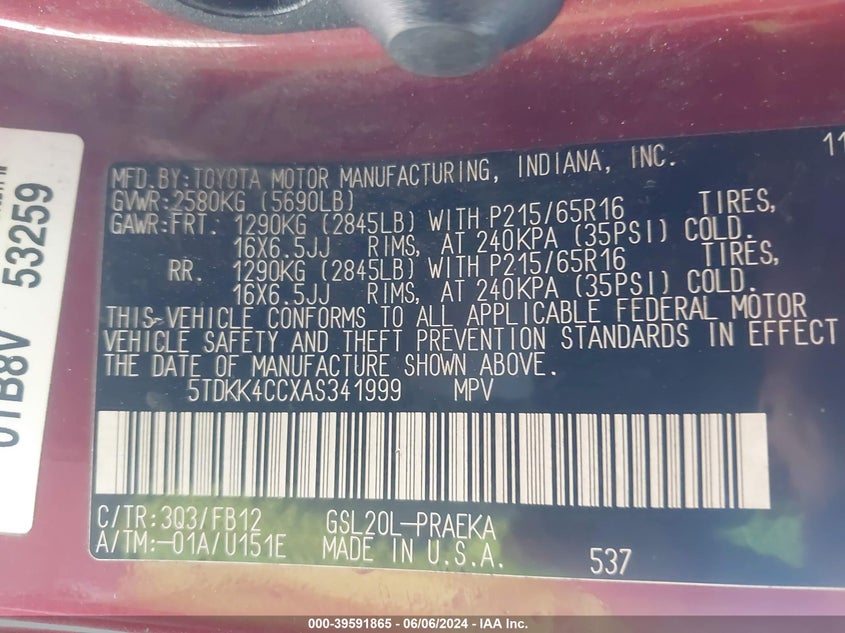 11
MFD. BY: TOYOTA MOTOR MANUFACTURING, INDIANA, INC.
GVWR: 2580KG (5690LB)
GAWR: FRT. 1290KG (2845LB) WITH P215/65R16 TIRES,
16X6.5JJ RIMS, AT 240KPA (35PSI) COLD.
RR. 1290KG (2845LB) WITH P215/65R16 TIRES,
16X6.5JJ RIMS, AT 240KPA (35PSI) COLD.
THIS VEHICLE CONFORMS TO ALL APPLICABLE FEDERAL MOTOR
VEHICLE SAFETY AND THEFT PREVENTION STANDARDS IN EFFECT
THE DATE OF MANUFACTURE SHOWN ABOVE.
5TDKK4CCXAS341999 MPV
C/TR: 3Q3/FB12 GSL20L-PRAEKA
A/TM: -01A/U151E MADE IN U.S.A. 537
53259
0TB8V
000-39591865 - 06/06/2024 - IAA Inc.